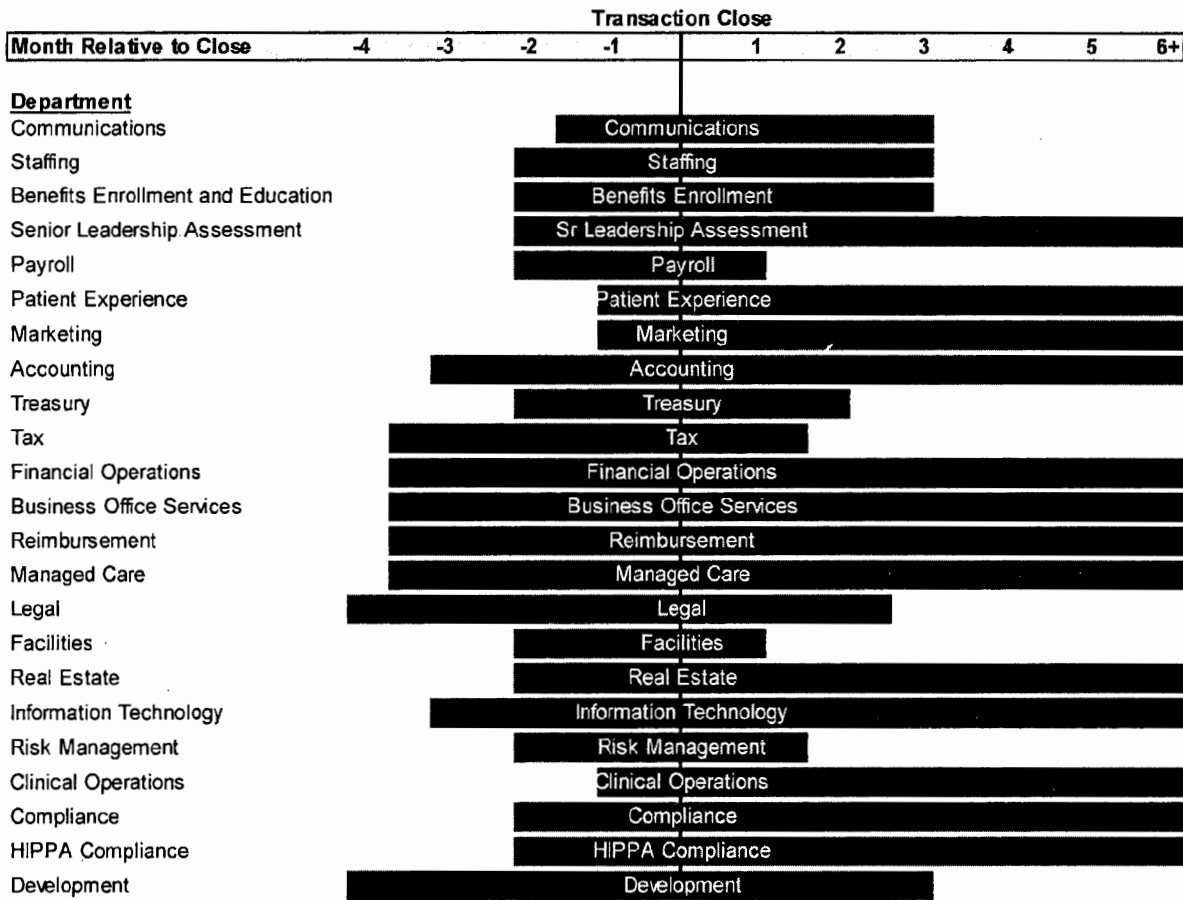 Transaction Close
Month Relative to Close -4 -3 -2 -1 1 2 3 4 5 6+
Department
Communications Communications
Staffing Staffing
Benefits Enrollment and Education Benefits Enrollment
Senior Leadership Assessment Sr Leadership Assessment
Payroll Payroll
Patient Experience Patient Experience
Marketing Marketing
Accounting Accounting
Treasury Treasury
Tax Tax
Financial Operations Financial Operations
Business Office Services Business Office Services
Reimbursement Reimbursement
Managed Care Managed Care
Legal Legal
Facilities Facilities
Real Estate Real Estate
Information Technology Information Technology
Risk Management Risk Management
Clinical Operations Clinical Operations
Compliance Compliance
HIPPA Compliance HIPPA Compliance
Development Development